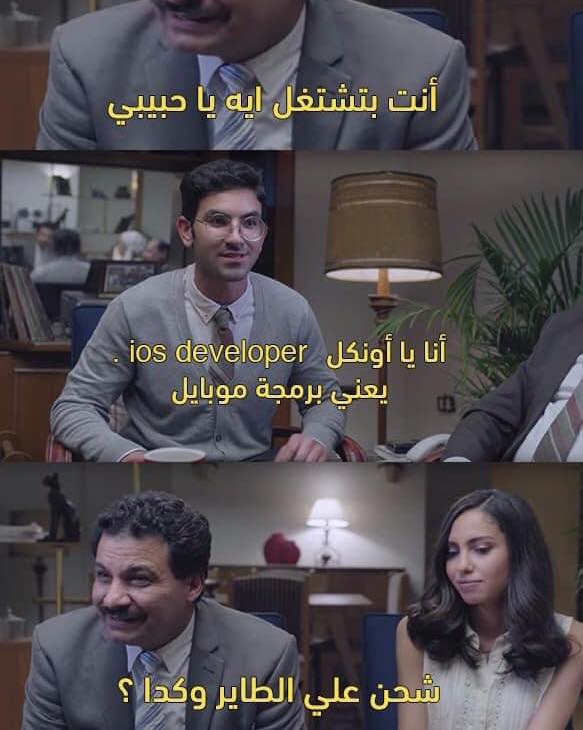 أنت بتشتغل ايه يا حبيبي
أنا يا أونكل ios developer .
يعني برمجة موبايل
شحن علي الطاير وكدا ؟